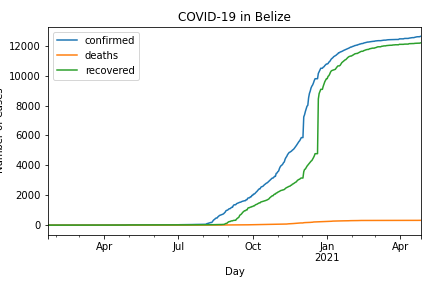 COVID-19 in Belize
confirmed
deaths
recovered
12000
10000
8000
6000
4000
2000
0
Apr
Jul
Oct
Jan
2021
Apr
Day